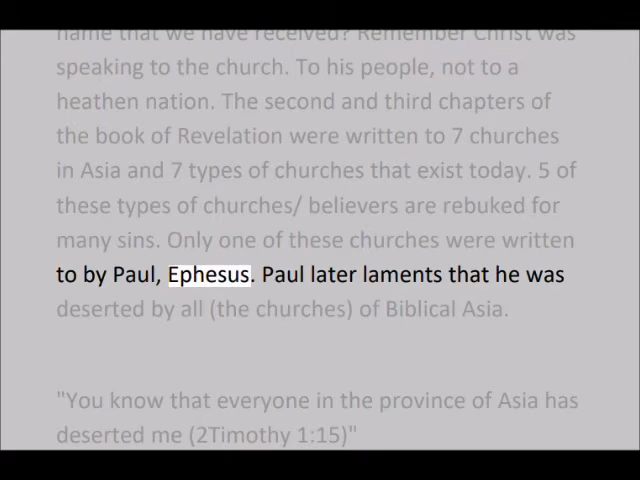 name that we have received? Remember Christ was
speaking to the church. To his people, not to a
heathen nation. The second and third chapters of
the book of Revelation were written to 7 churches
in Asia and 7 types of churches that exist today. 5 of
these types of churches/ believers are rebuked for
many sins. Only one of these churches were written
to by Paul, Ephesus. Paul later laments that he was
deserted by all (the churches) of Biblical Asia.
"You know that everyone in the province of Asia has
deserted me (2Timothy 1:15)"